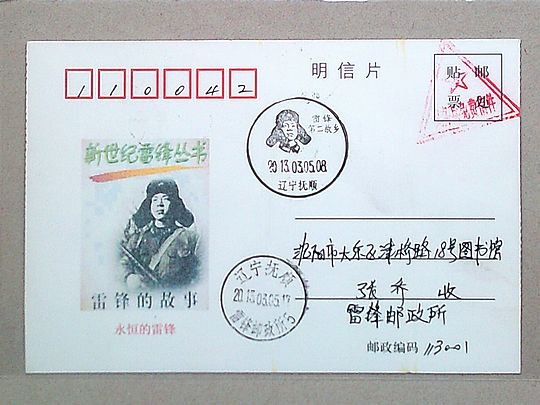 110042
明信片
贴 邮
票 处
雷锋
第二故乡
2013.03.05.08
辽宁抚顺
新世纪雷锋丛书
雷锋的故事
永恒的雷锋
辽宁抚顺
2013.03.05.17
雷锋邮政所5
沈阳市大东区津桥路18号图书馆
张乔 收
雷锋邮政所
邮政编码 113001